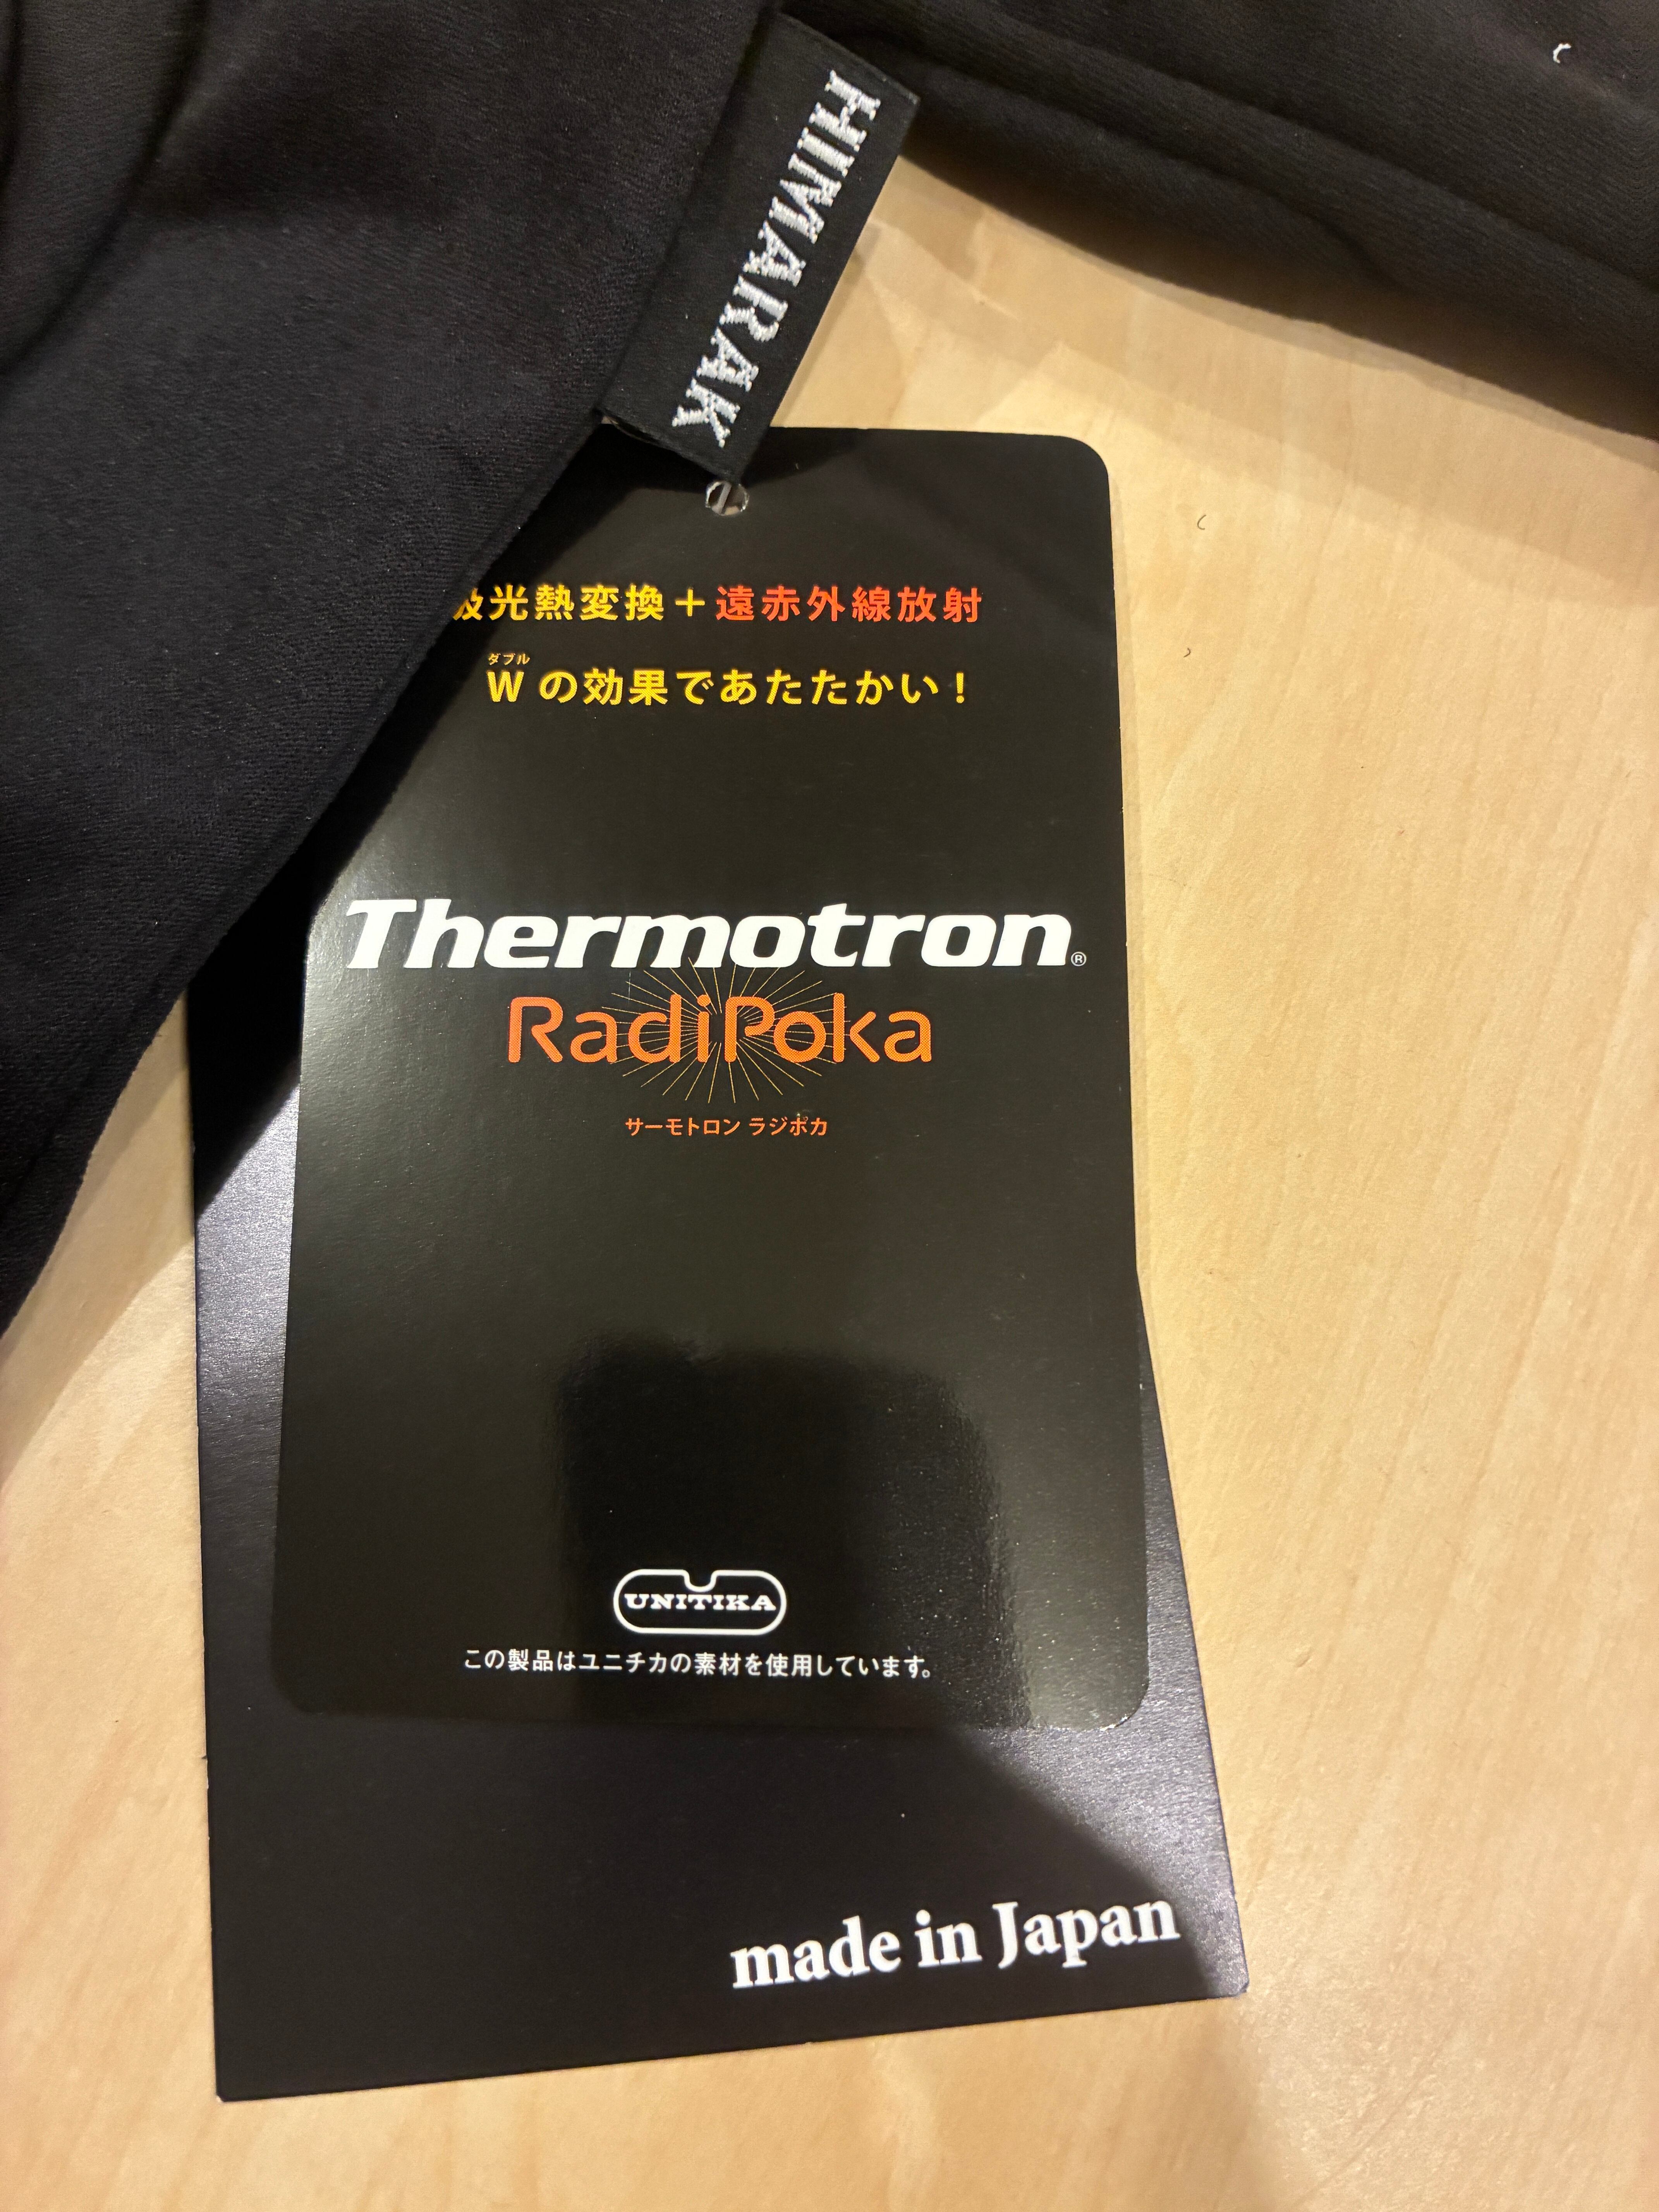 HIMARAK
吸光熱変換＋遠赤外線放射
ダブル
Wの効果であたたかい！
Thermotron®
RadiPoka
サーモトロン ラジポカ
UNITIKA
この製品はユニチカの素材を使用しています。
made in Japan